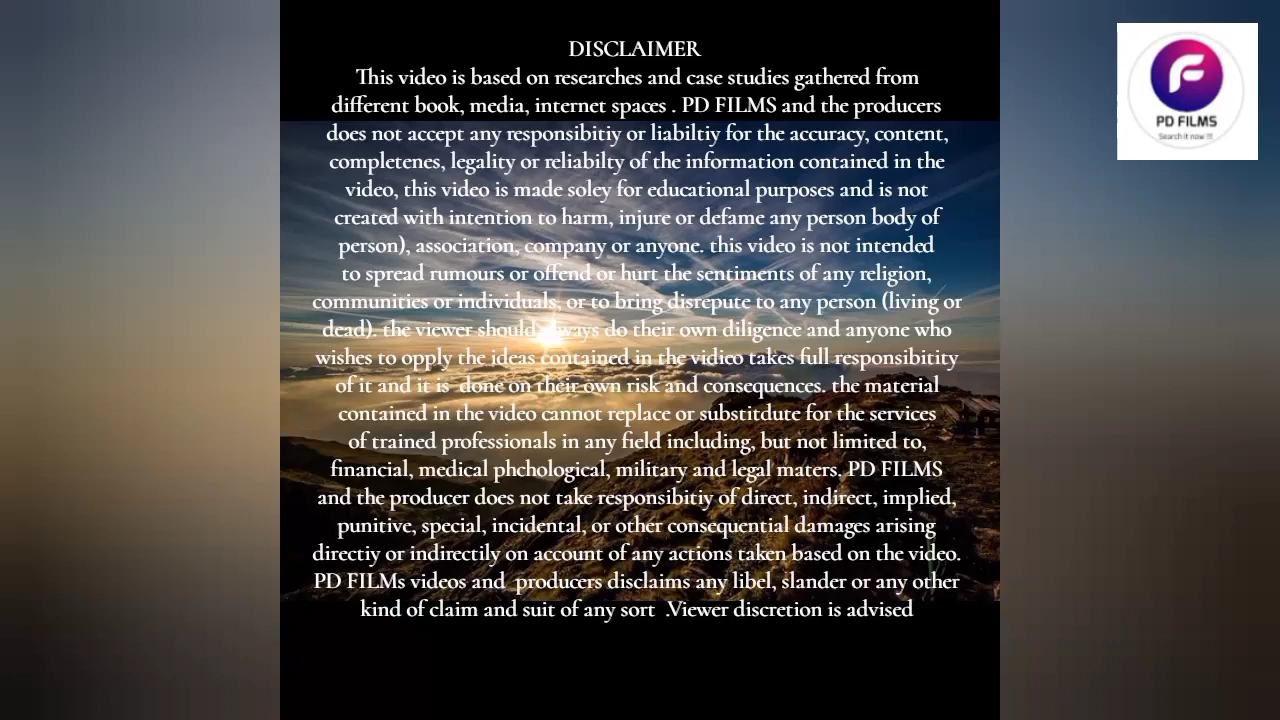 DISCLAIMER
This video is based on researches and case studies gathered from
different book, media, internet spaces . PD FILMS and the producers
does not accept any responsibitiy or liabiltiy for the accuracy, content,
completenes, legality or reliabilty of the information contained in the
video, this video is made soley for educational purposes and is not
created with intention to harm, injure or defame any person body of
person), association, company or anyone. this video is not intended
to spread rumours or offend or hurt the sentiments of any religion,
communities or individuals, or to bring disrepute to any person (living or
dead). the viewer should always do their own diligence and anyone who
wishes to opply the ideas contained in the vidieo takes full responsibitity
of it and it is done on their own risk and consequences. the material
contained in the video cannot replace or substitdute for the services
of trained professionals in any field including, but not limited to,
financial, medical phchological, military and legal maters. PD FILMS
and the producer does not take responsibitiy of direct, indirect, implied,
punitive, special, incidental, or other consequential damages arising
directiy or indirectily on account of any actions taken based on the video.
PD FILMs videos and producers disclaims any libel, slander or any other
kind of claim and suit of any sort .Viewer discretion is advised
PD FILMS
Search it now !!!